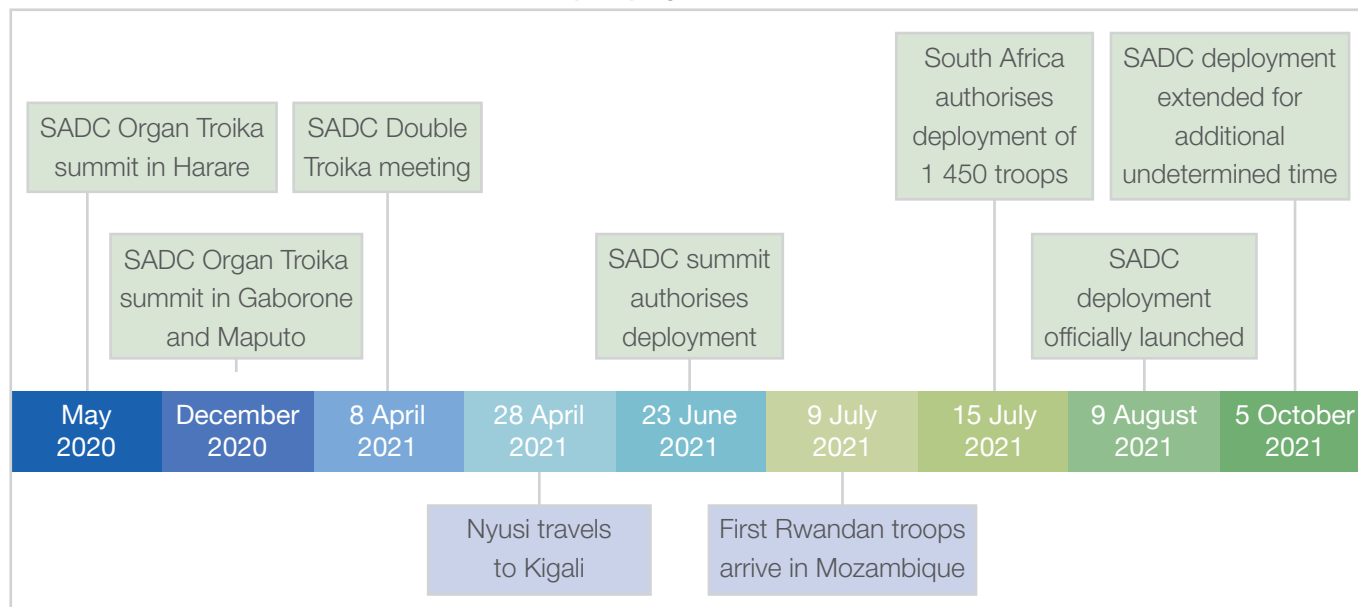 SADC Organ Troika
summit in Harare
SADC Organ Troika
summit in Gaborone
and Maputo
SADC Double
Troika meeting
SADC summit
authorises
deployment
South Africa
authorises
deployment of
1 450 troops
SADC
deployment
officially launched
SADC deployment
extended for
additional
undetermined time
May
2020
December
2020
8 April
2021
28 April
2021
23 June
2021
9 July
2021
15 July
2021
9 August
2021
5 October
2021
Nyusi travels
to Kigali
First Rwandan troops
arrive in Mozambique